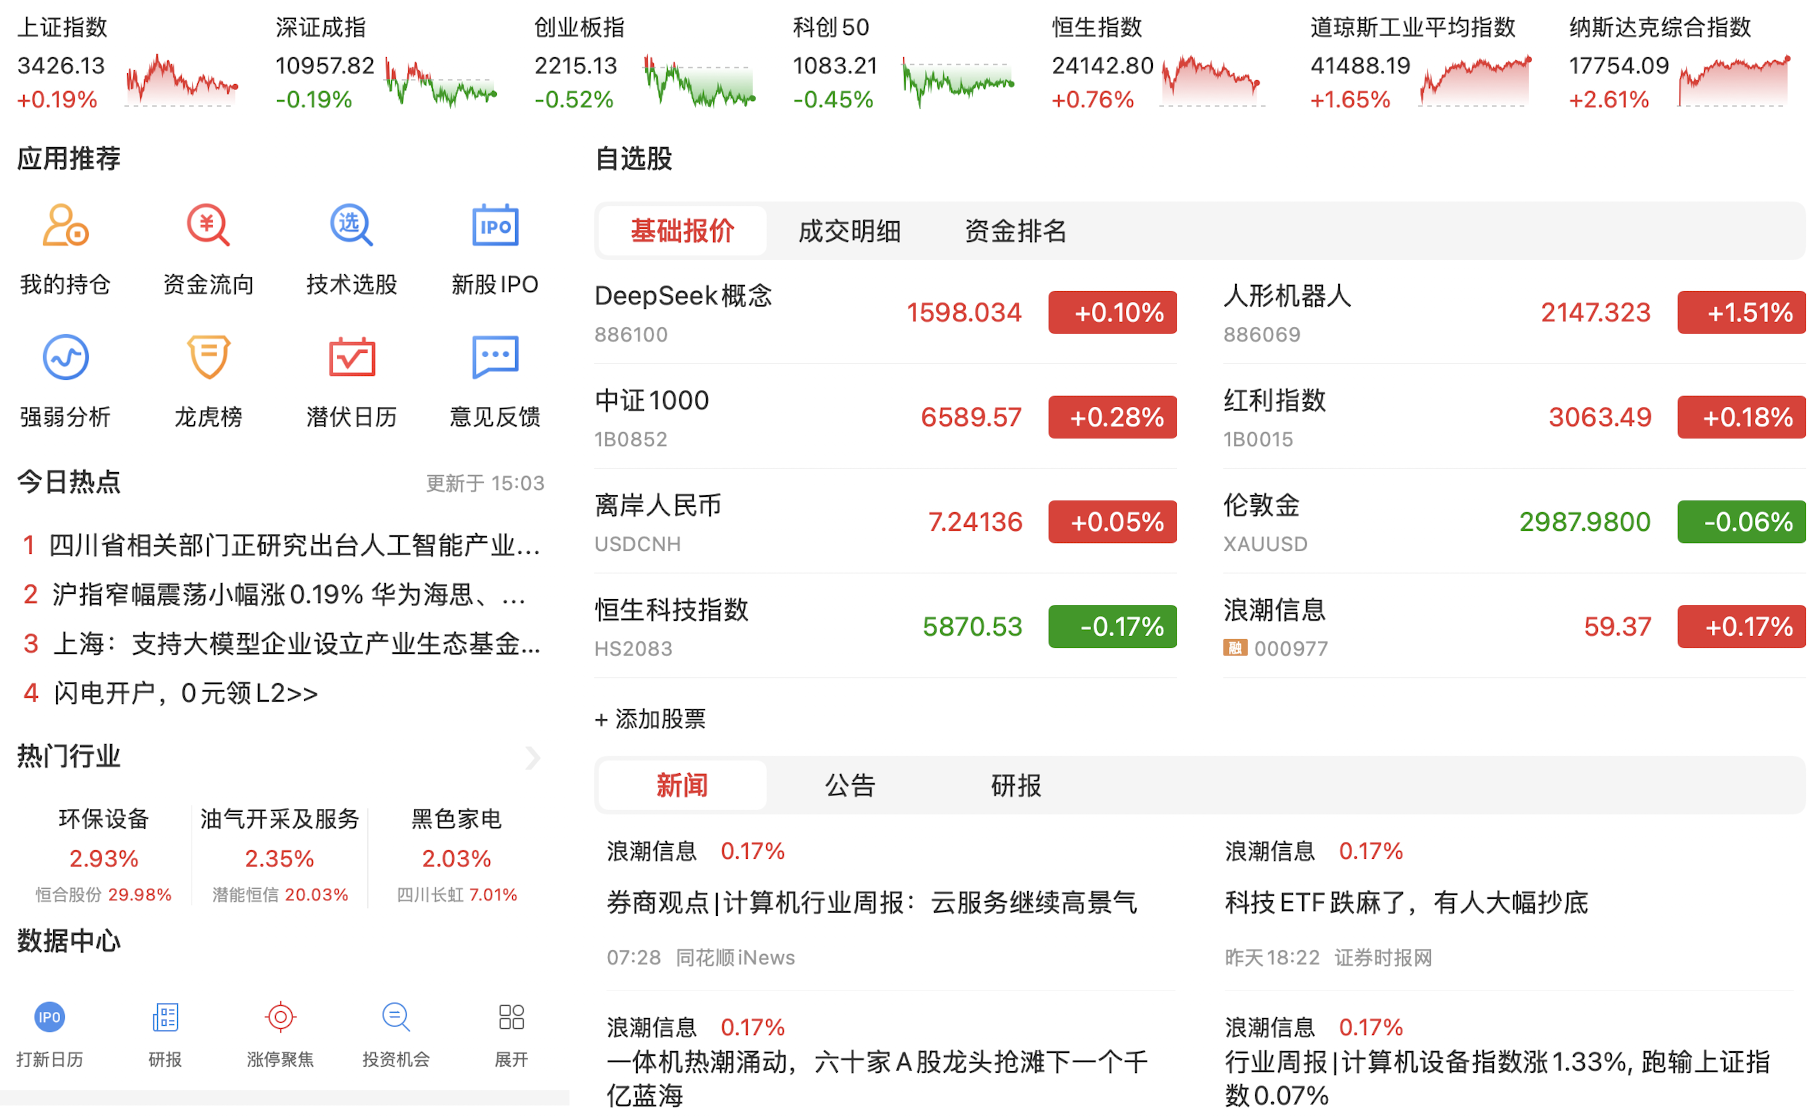 上证指数
3426.13
+0.19%
深证成指
10957.82
-0.19%
创业板指
2215.13
-0.52%
科创50
1083.21
-0.45%
恒生指数
24142.80
+0.76%
道琼斯工业平均指数
41488.19
+1.65%
纳斯达克综合指数
17754.09
+2.61%
应用推荐
我的持仓
资金流向
选
技术选股
IPO
新股IPO
强弱分析
龙虎榜
潜伏日历
意见反馈
今日热点
更新于 15:03
1 四川省相关部门正研究出台人工智能产业...
2 沪指窄幅震荡小幅涨0.19% 华为海思、...
3 上海：支持大模型企业设立产业生态基金...
4 闪电开户，0元领L2>>
热门行业
环保设备
2.93%
恒合股份 29.98%
油气开采及服务
2.35%
潜能恒信 20.03%
黑色家电
2.03%
四川长虹 7.01%
数据中心
IPO
打新日历
研报
涨停聚焦
投资机会
展开
自选股
基础报价
成交明细
资金排名
DeepSeek概念
886100
1598.034
+0.10%
人形机器人
886069
2147.323
+1.51%
中证1000
1B0852
6589.57
+0.28%
红利指数
1B0015
3063.49
+0.18%
离岸人民币
USDCNH
7.24136
+0.05%
伦敦金
XAUUSD
2987.9800
-0.06%
恒生科技指数
HS2083
5870.53
-0.17%
浪潮信息
融 000977
59.37
+0.17%
+ 添加股票
新闻
公告
研报
浪潮信息 0.17%
券商观点|计算机行业周报：云服务继续高景气
07:28 同花顺iNews
浪潮信息 0.17%
科技ETF跌麻了，有人大幅抄底
昨天18:22 证券时报网
浪潮信息 0.17%
一体机热潮涌动，六十家A股龙头抢滩下一个千
亿蓝海
浪潮信息 0.17%
行业周报|计算机设备指数涨1.33%, 跑输上证指
数0.07%